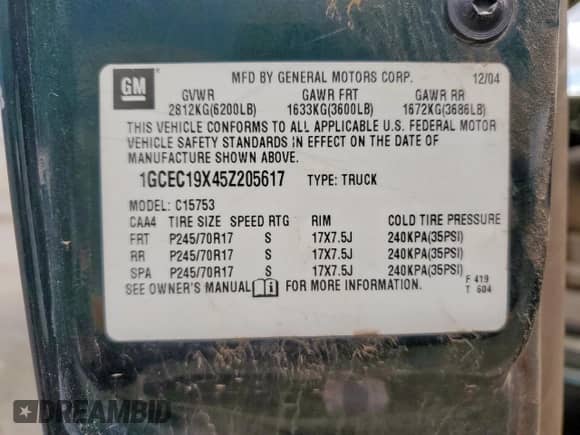 GM
MFD BY GENERAL MOTORS CORP. 12/04
GVWR GAWR FRT GAWR RR
2812KG(6200LB) 1633KG(3600LB) 1672KG(3686LB)
THIS VEHICLE CONFORMS TO ALL APPLICABLE U.S. FEDERAL MOTOR
VEHICLE SAFETY STANDARDS IN EFFECT ON THE DATE OF
MANUFACTURE SHOWN ABOVE.
1GCEC19X45Z205617 TYPE: TRUCK
MODEL: C15753
CAA4 TIRE SIZE SPEED RTG RIM COLD TIRE PRESSURE
FRT P245/70R17 S 17X7.5J 240KPA(35PSI)
RR P245/70R17 S 17X7.5J 240KPA(35PSI)
SPA P245/70R17 S 17X7.5J 240KPA(35PSI)
SEE OWNER'S MANUAL i FOR MORE INFORMATION.
F 419
T 604
DREAMBID